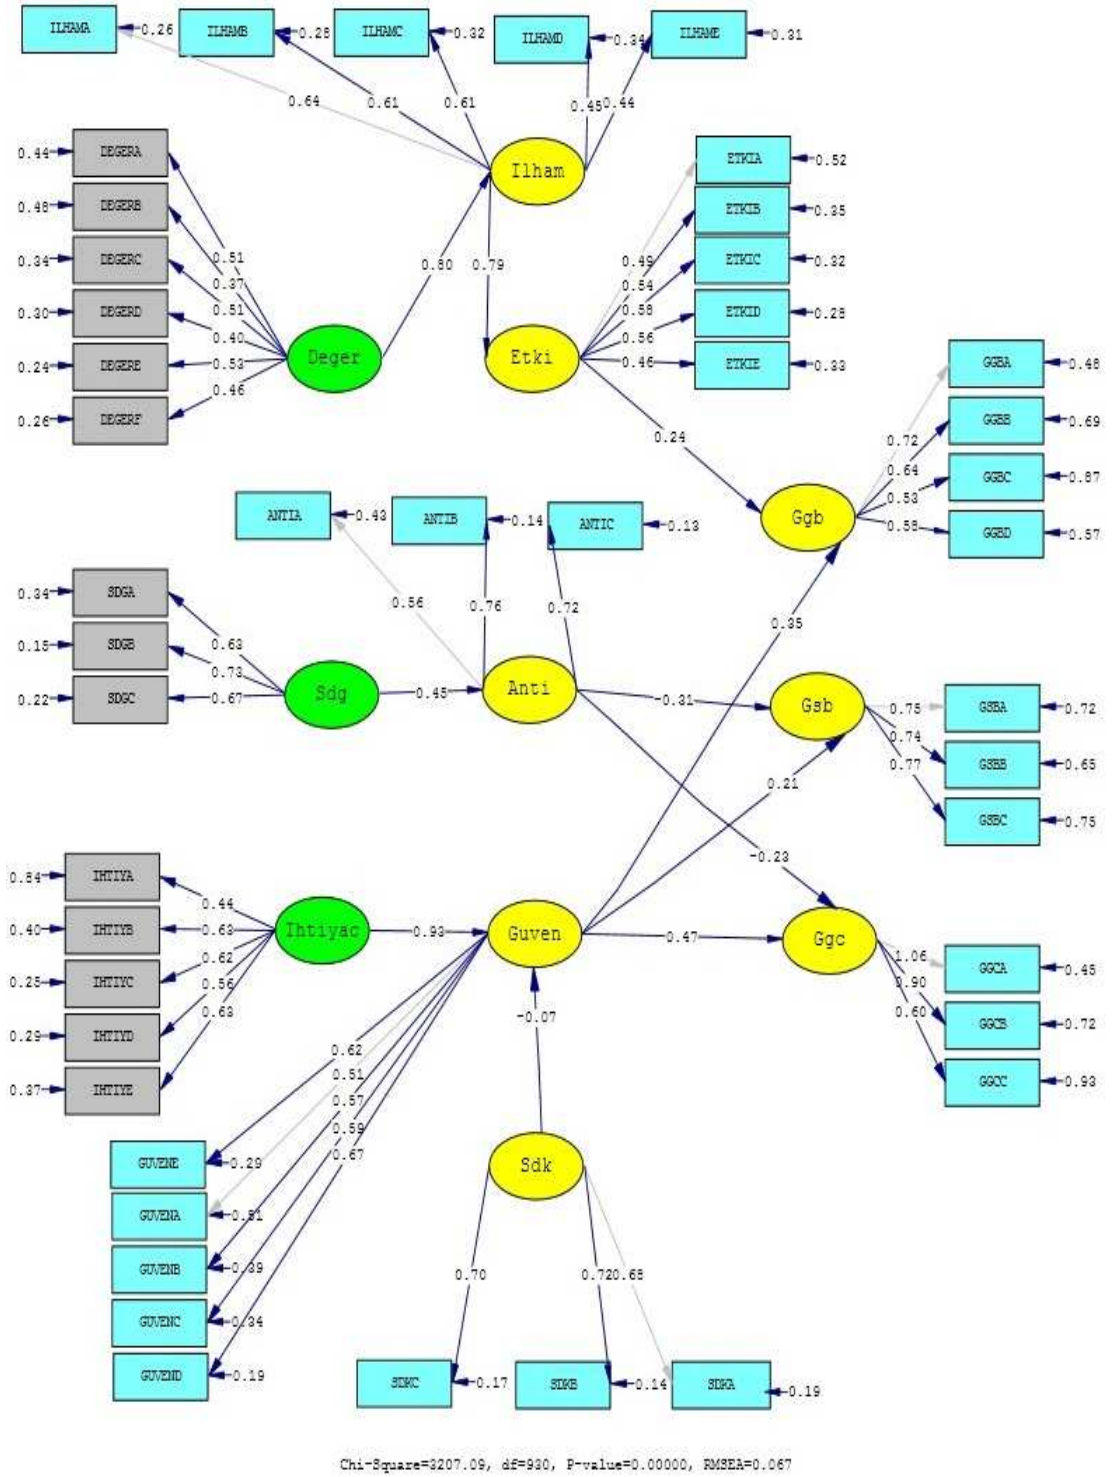 ILHAMA 0.26 ILHAMB 0.28 ILHAMC 0.32 ILHAMD 0.34 ILHAME 0.31
0.64 0.61 0.61 0.45 0.44
Ilham
0.44 DEGERA
0.48 DEGERB
0.34 DEGERC
0.30 DEGERD
0.24 DEGERE
0.26 DEGERF
0.51
0.37
0.51
0.40
0.53
0.46
Deger
0.80
0.79
Etki
ETKIA 0.52
ETKIB 0.35
ETKIC 0.32
ETKID 0.28
ETKIE 0.33
0.49
0.54
0.58
0.56
0.46
0.24
Ggb
GGBA 0.48
GGBB 0.69
GGBC 0.87
GGBD 0.57
0.72
0.64
0.53
0.58
ANTIA 0.43 ANTIB 0.14 ANTIC 0.13
0.56 0.76 0.72
0.35
0.34 SDGA
0.15 SDGB
0.22 SDGC
0.63
0.73
0.67
Sdg
0.45
Anti
-0.31
Gsb
GSBA 0.72
GSBB 0.65
GSBC 0.75
0.75
0.74
0.77
0.21
-0.23
0.84 IHTIYA
0.40 IHTIYB
0.25 IHTIYC
0.29 IHTIYD
0.37 IHTIYE
0.44
0.63
0.62
0.56
0.63
Ihtiyac
0.93
Guven
0.47
Ggc
GGCA 0.45
GGCB 0.72
GGCC 0.93
1.06
0.90
0.60
-0.07
0.62
0.51
0.57
0.59
0.67
GUVENE 0.29
GUVENA 0.51
GUVENB 0.39
GUVENC 0.34
GUVEND 0.19
Sdk
0.70 0.72 0.68
SDKC 0.17 SDKB 0.14 SDKA 0.19
Chi-Square=3207.09, df=930, P-value=0.00000, RMSEA=0.067